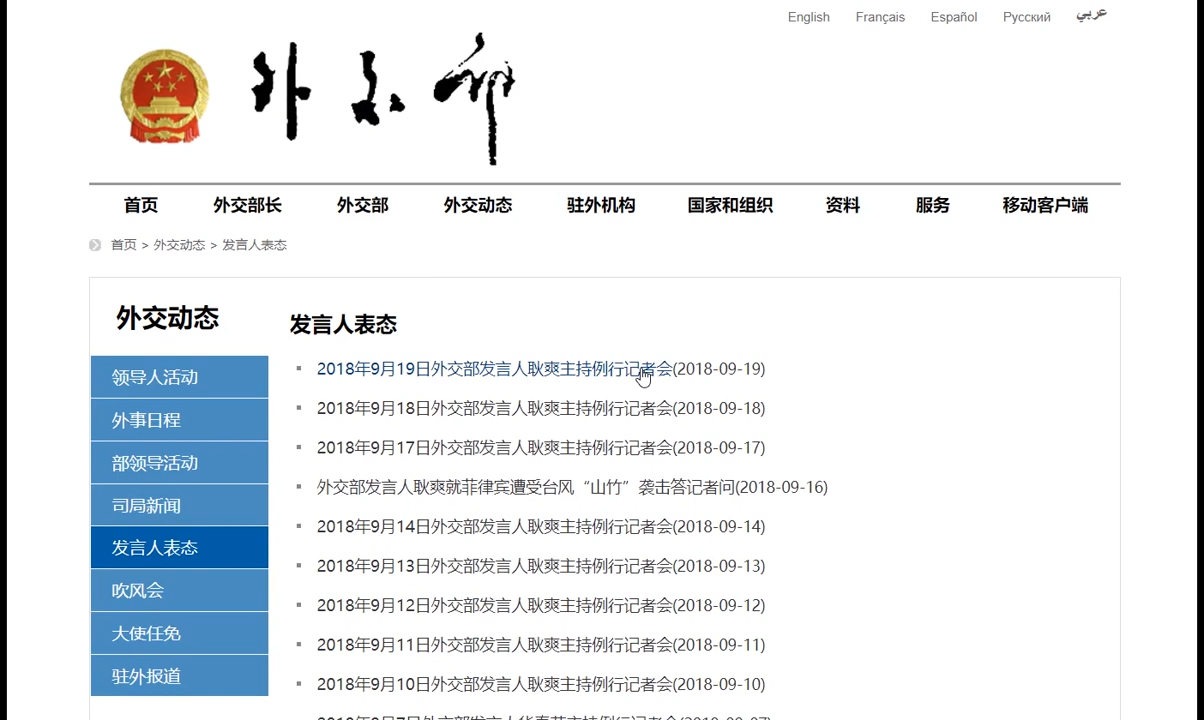 English Français Español Русский عربي
外交部
首页 外交部长 外交部 外交动态 驻外机构 国家和组织 资料 服务 移动客户端
首页 > 外交动态 > 发言人表态
外交动态
领导人活动
外事日程
部领导活动
司局新闻
发言人表态
吹风会
大使任免
驻外报道
发言人表态
2018年9月19日外交部发言人耿爽主持例行记者会(2018-09-19)
2018年9月18日外交部发言人耿爽主持例行记者会(2018-09-18)
2018年9月17日外交部发言人耿爽主持例行记者会(2018-09-17)
外交部发言人耿爽就菲律宾遭受台风“山竹”袭击答记者问(2018-09-16)
2018年9月14日外交部发言人耿爽主持例行记者会(2018-09-14)
2018年9月13日外交部发言人耿爽主持例行记者会(2018-09-13)
2018年9月12日外交部发言人耿爽主持例行记者会(2018-09-12)
2018年9月11日外交部发言人耿爽主持例行记者会(2018-09-11)
2018年9月10日外交部发言人耿爽主持例行记者会(2018-09-10)